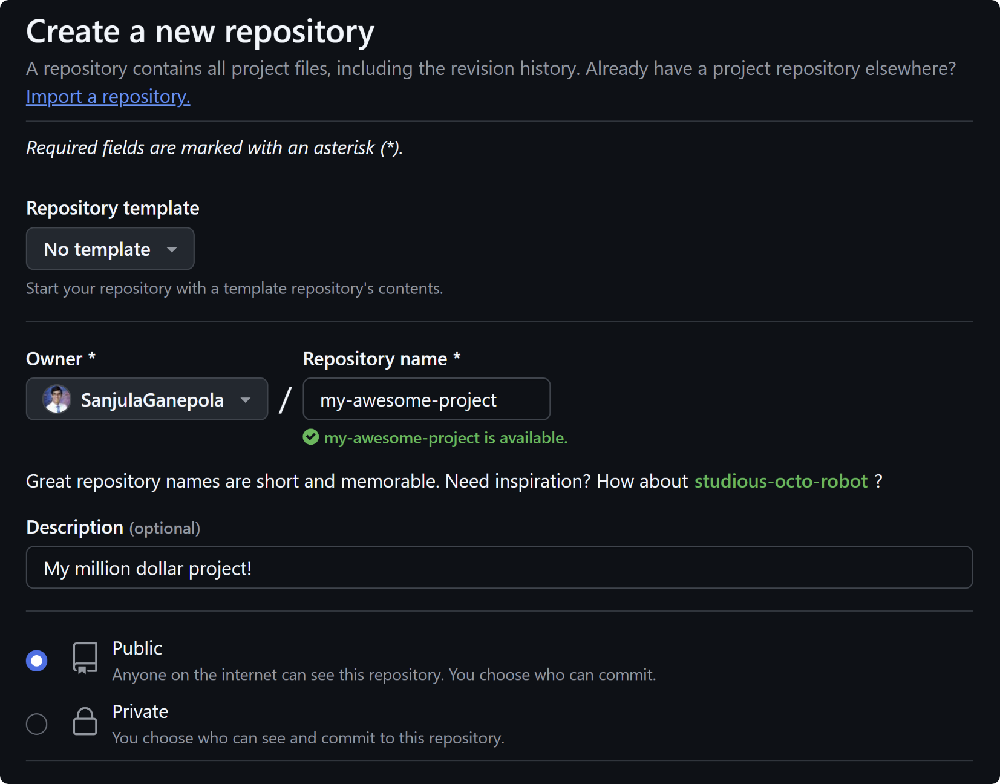 Create a new repository
A repository contains all project files, including the revision history. Already have a project repository elsewhere?
Import a repository.
Required fields are marked with an asterisk (*).
Repository template
No template
Start your repository with a template repository's contents.
Owner *
Repository name *
SanjulaGanepola
/
my-awesome-project
my-awesome-project is available.
Great repository names are short and memorable. Need inspiration? How about studious-octo-robot ?
Description (optional)
My million dollar project!
Public
Anyone on the internet can see this repository. You choose who can commit.
Private
You choose who can see and commit to this repository.